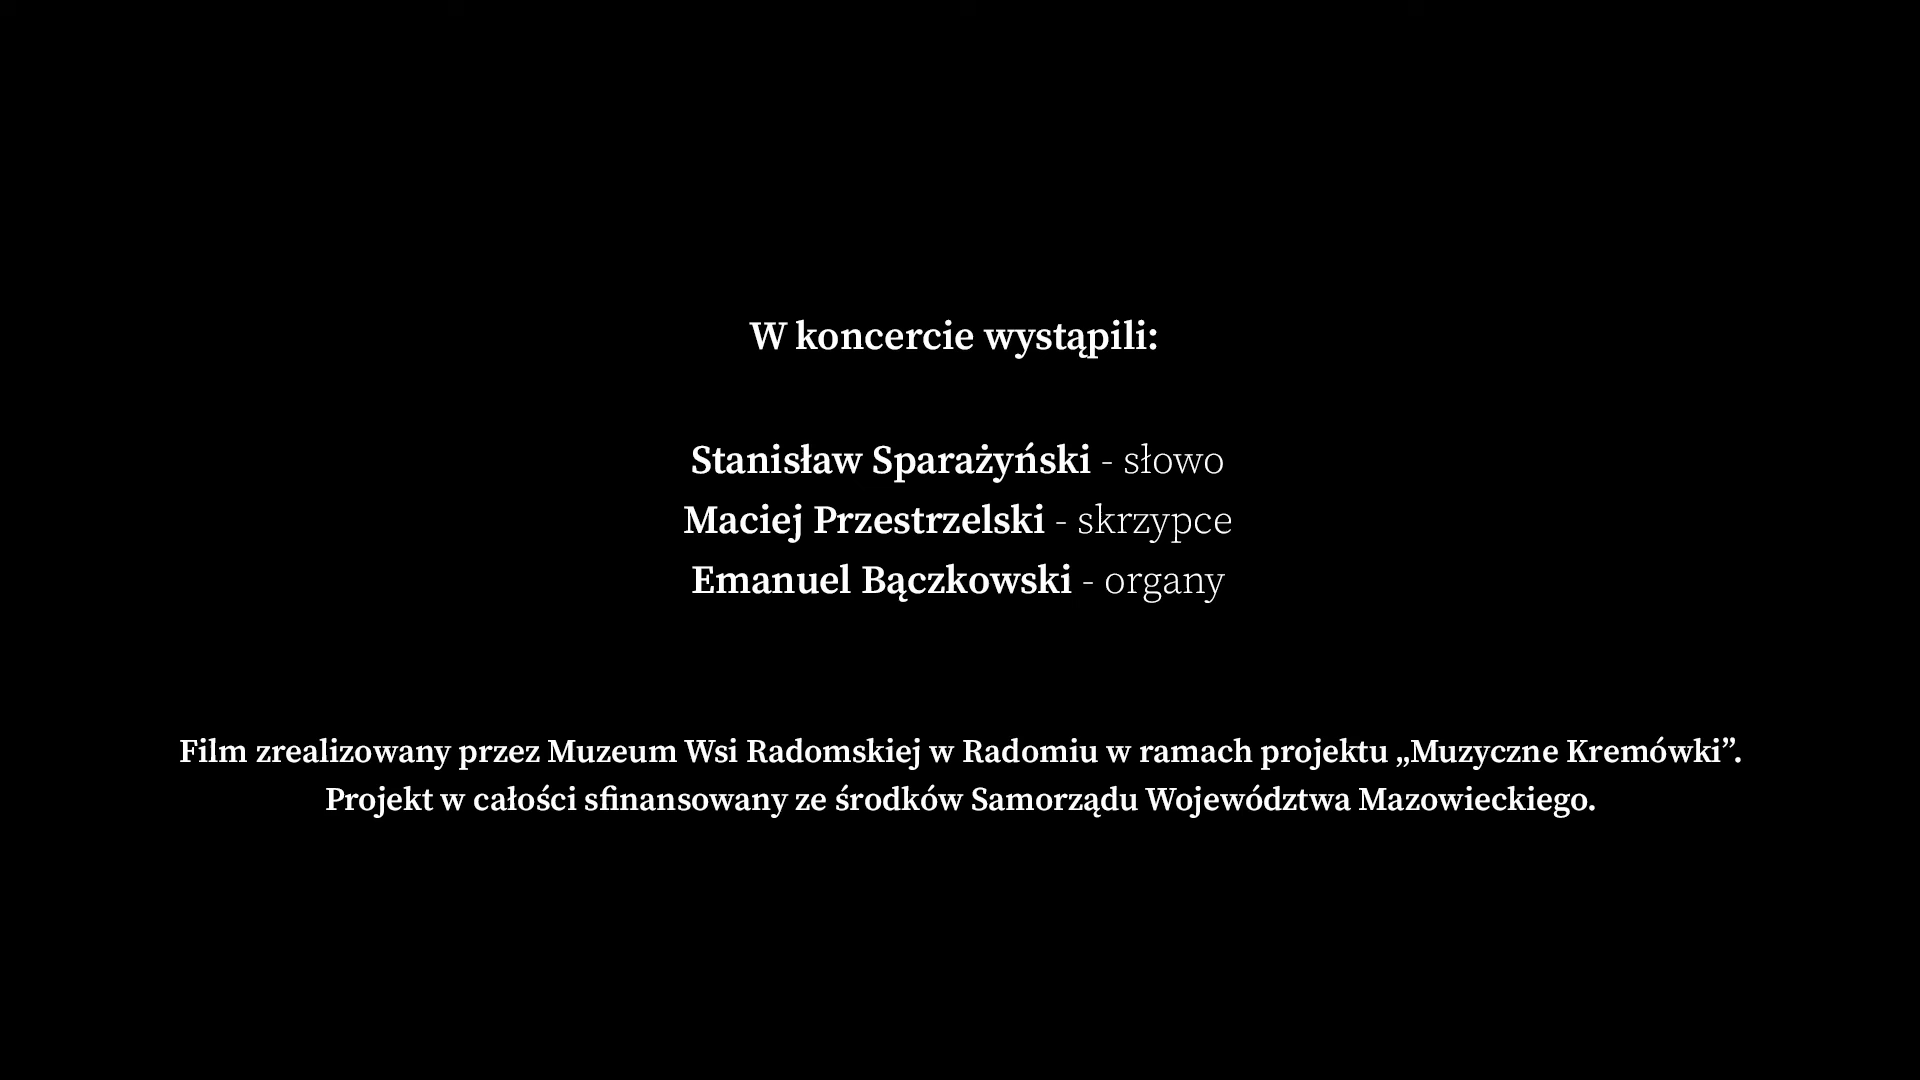 W koncercie wystąpili:
Stanisław Sparażyński - słowo
Maciej Przestrzelski - skrzypce
Emanuel Bączkowski - organy
Film zrealizowany przez Muzeum Wsi Radomskiej w Radomiu w ramach projektu „Muzyczne Kremówki”.
Projekt w całości sfinansowany ze środków Samorządu Województwa Mazowieckiego.